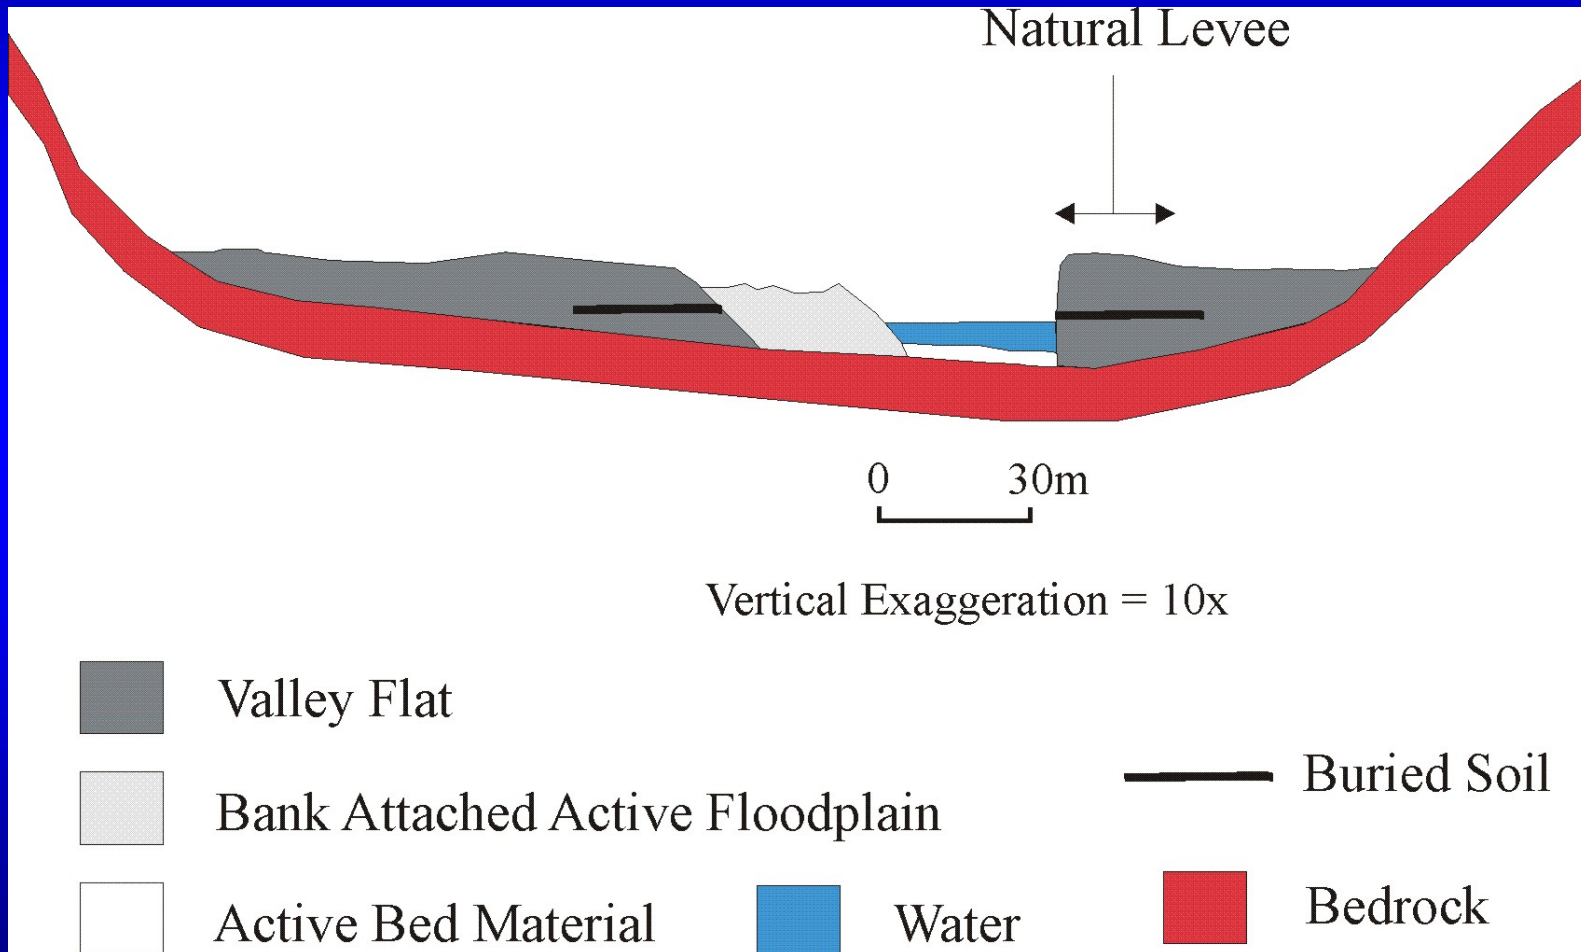 Natural Levee
0 30m
Vertical Exaggeration = 10x
Valley Flat
Buried Soil
Bank Attached Active Floodplain
Active Bed Material
Water
Bedrock